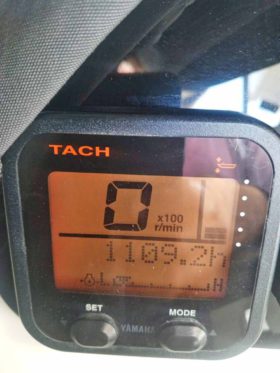 TACH
0
x100
r/min
1109.2h
L H
SET
MODE
YAMAHA